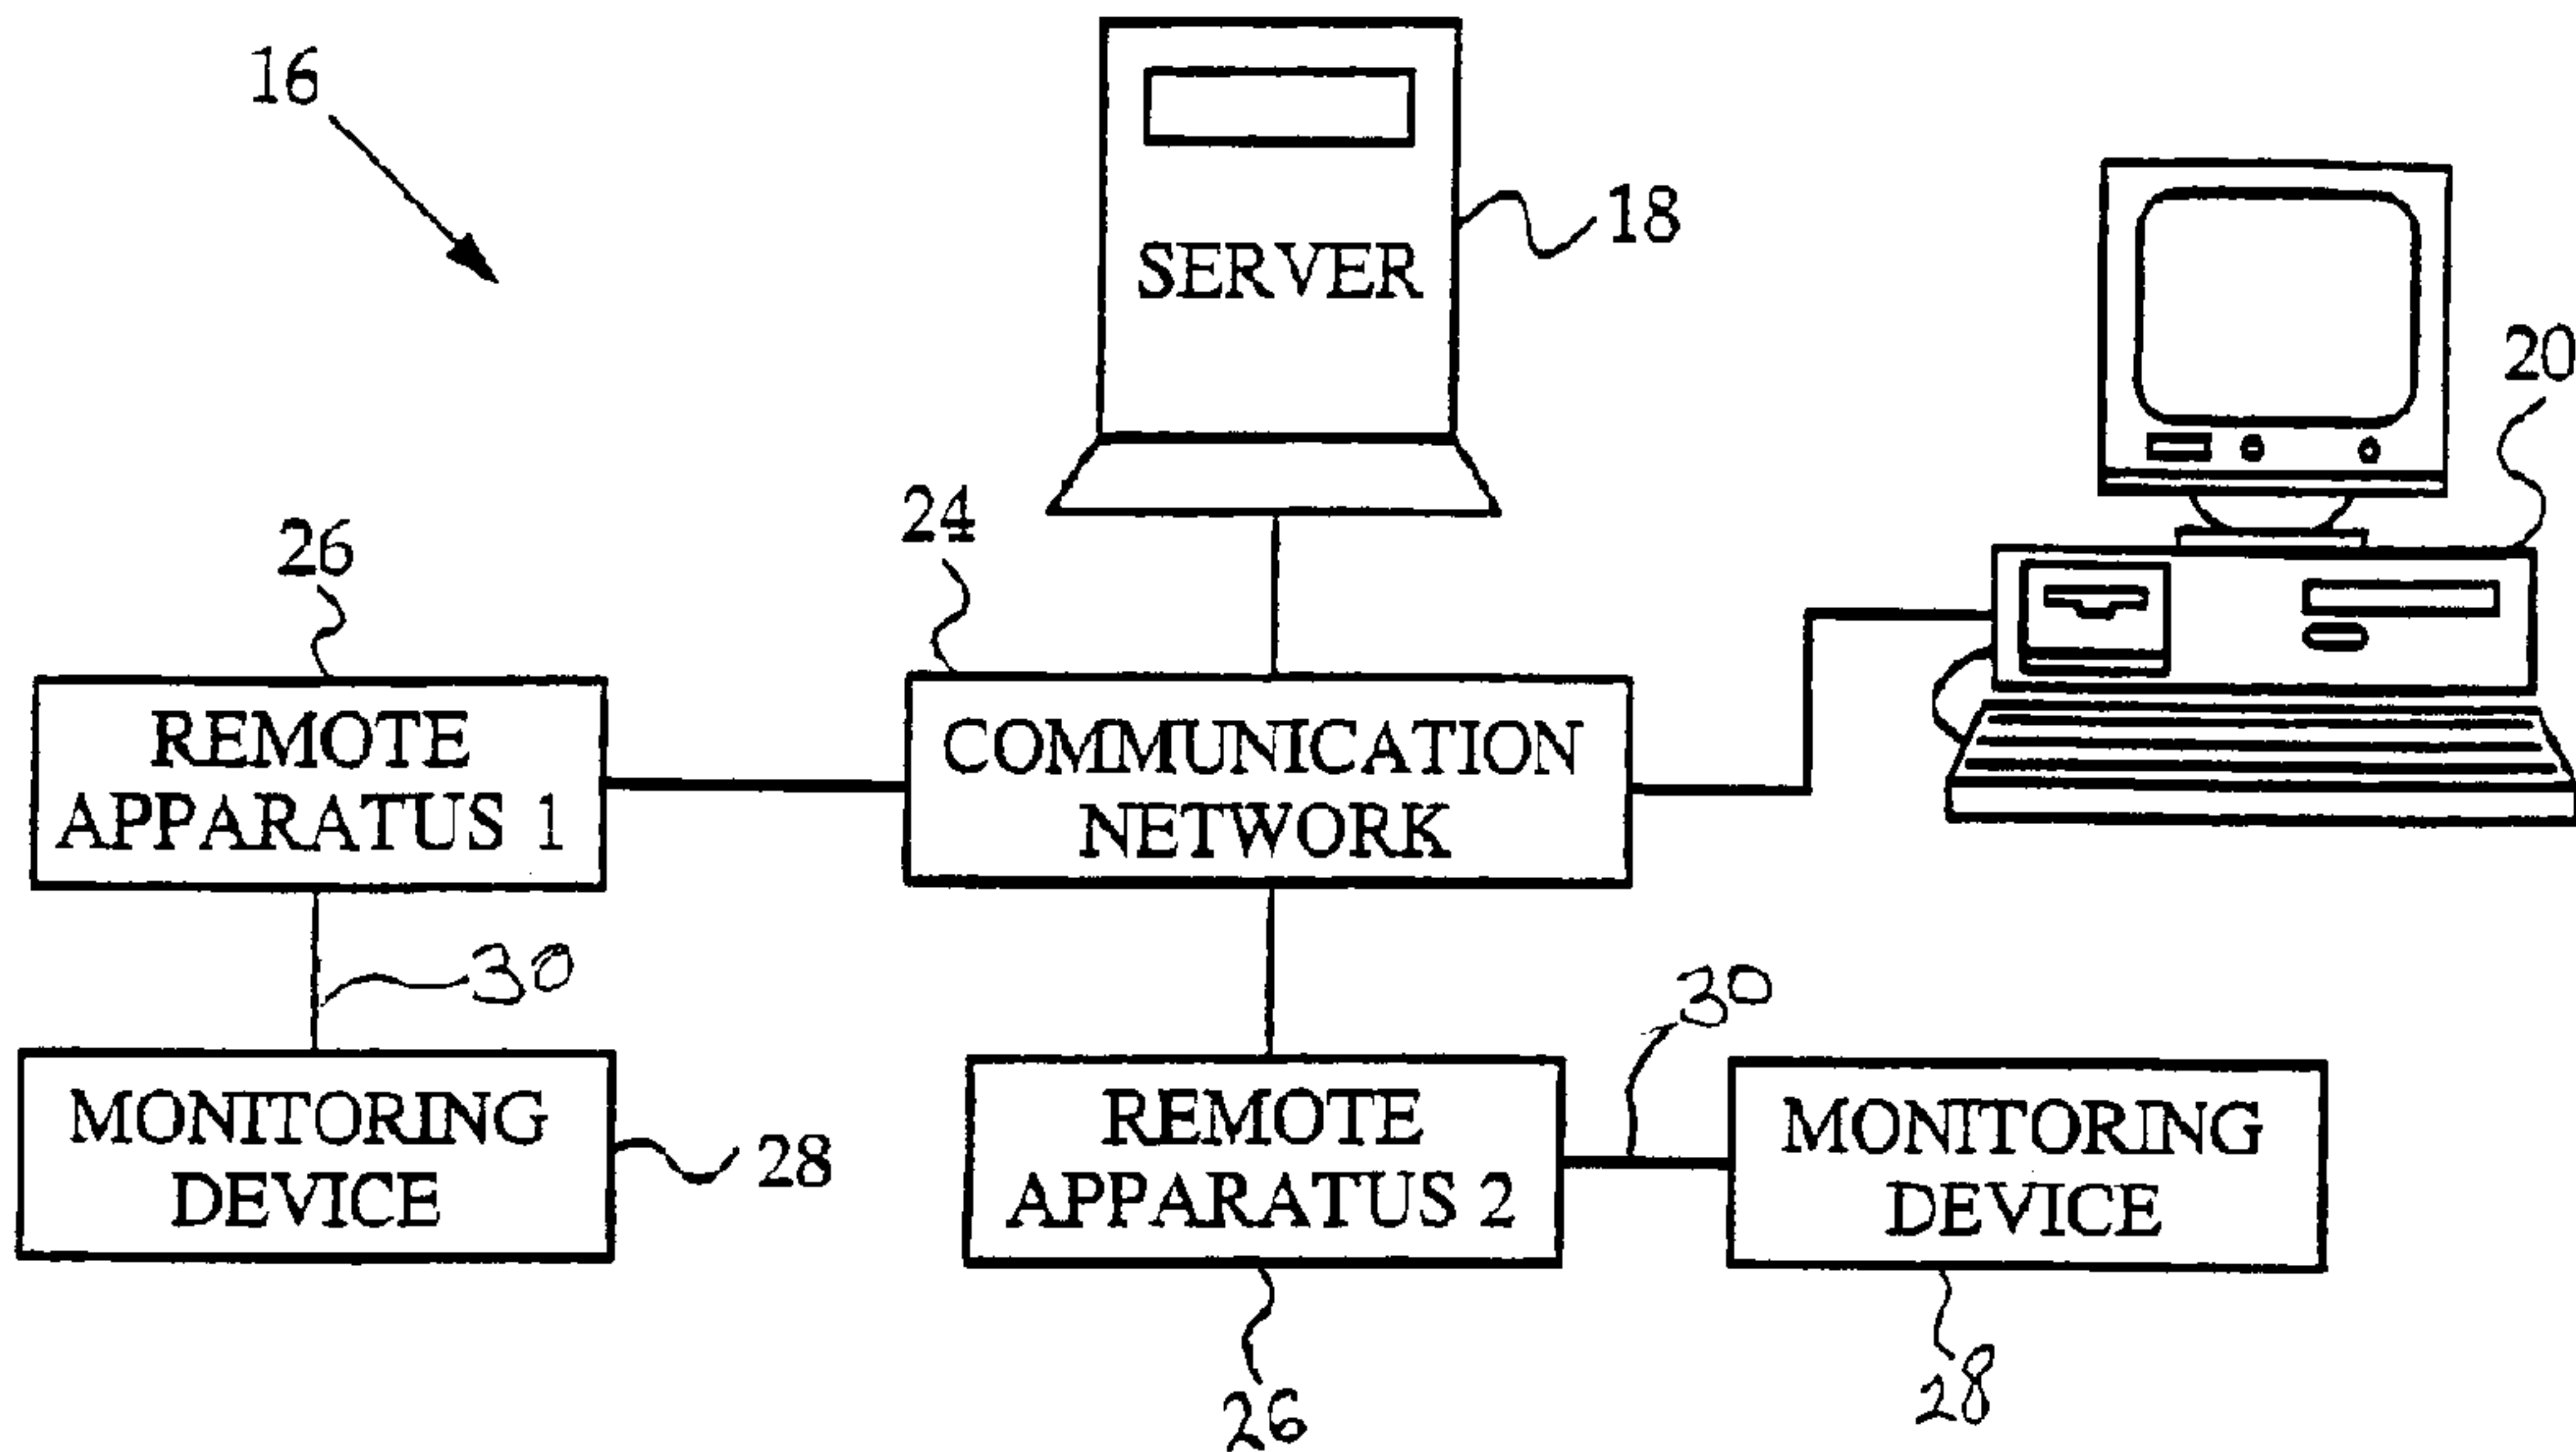 16
SERVER
18
20
24
26
REMOTE
APPARATUS 1
COMMUNICATION
NETWORK
30
30
MONITORING
DEVICE
28
REMOTE
APPARATUS 2
MONITORING
DEVICE
26
28